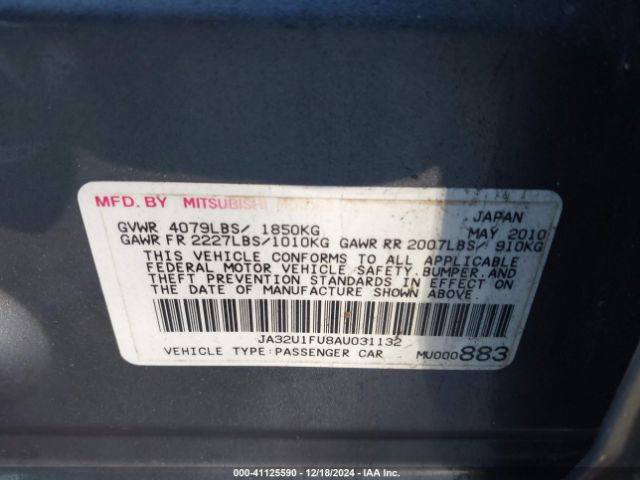 MFD. BY MITSUBISHI
JAPAN
GVWR 4079LBS/ 1850KG MAY 2010
GAWR FR 2227LBS/1010KG GAWR RR 2007LBS/ 910KG
THIS VEHICLE CONFORMS TO ALL APPLICABLE
FEDERAL MOTOR VEHICLE SAFETY.BUMPER.AND
THEFT PREVENTION STANDARDS IN EFFECT ON
THE DATE OF MANUFACTURE SHOWN ABOVE.
JA32U1FU8AU031132
VEHICLE TYPE:PASSENGER CAR MU000883
000-41125590 - 12/18/2024 - IAAI.com